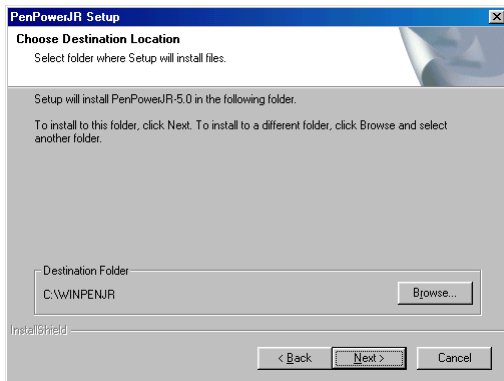 PenPowerJR Setup
Choose Destination Location
Select folder where Setup will install files.
Setup will install PenPowerJR-5.0 in the following folder.
To install to this folder, click Next. To install to a different folder, click Browse and select
another folder.
Destination Folder
C:\WINPENJR
Browse...
InstallShield
< Back
Next >
Cancel